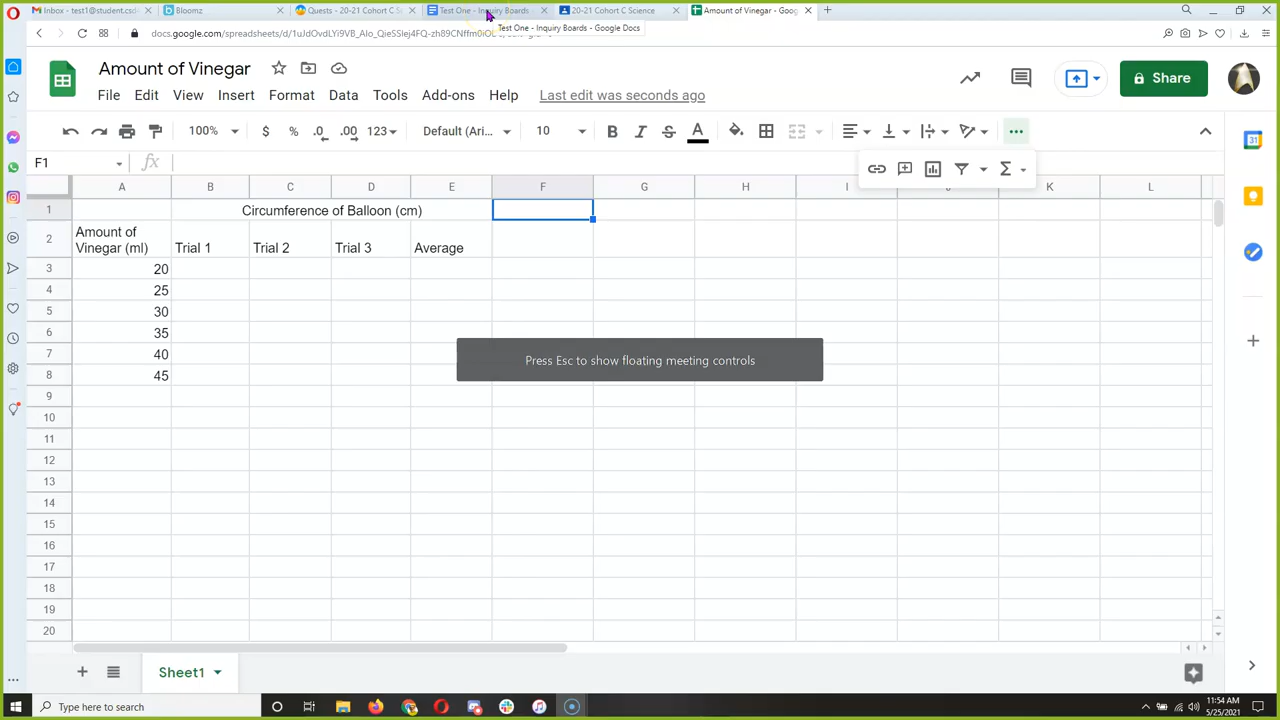 Inbox - test1@student.csd
Bloomz
Quests - 20-21 Cohort C Sc
Test One - Inquiry Boards
20-21 Cohort C Science
Amount of Vinegar - Goog
Test One - Inquiry Boards - Google Docs
Amount of Vinegar
File Edit View Insert Format Data Tools Add-ons Help Last edit was seconds ago
Share
100% $ % .0 .00 123 Default (Ari... 10 B I S A
F1 fx
A B C D E F G H I J K L
1 Circumference of Balloon (cm)
2 Amount of Vinegar (ml) Trial 1 Trial 2 Trial 3 Average
3 20
4 25
5 30
6 35
7 40
8 45
9
10
11
12
13
14
15
16
17
18
19
20
Press Esc to show floating meeting controls
Sheet1
Type here to search
11:54 AM
5/25/2021